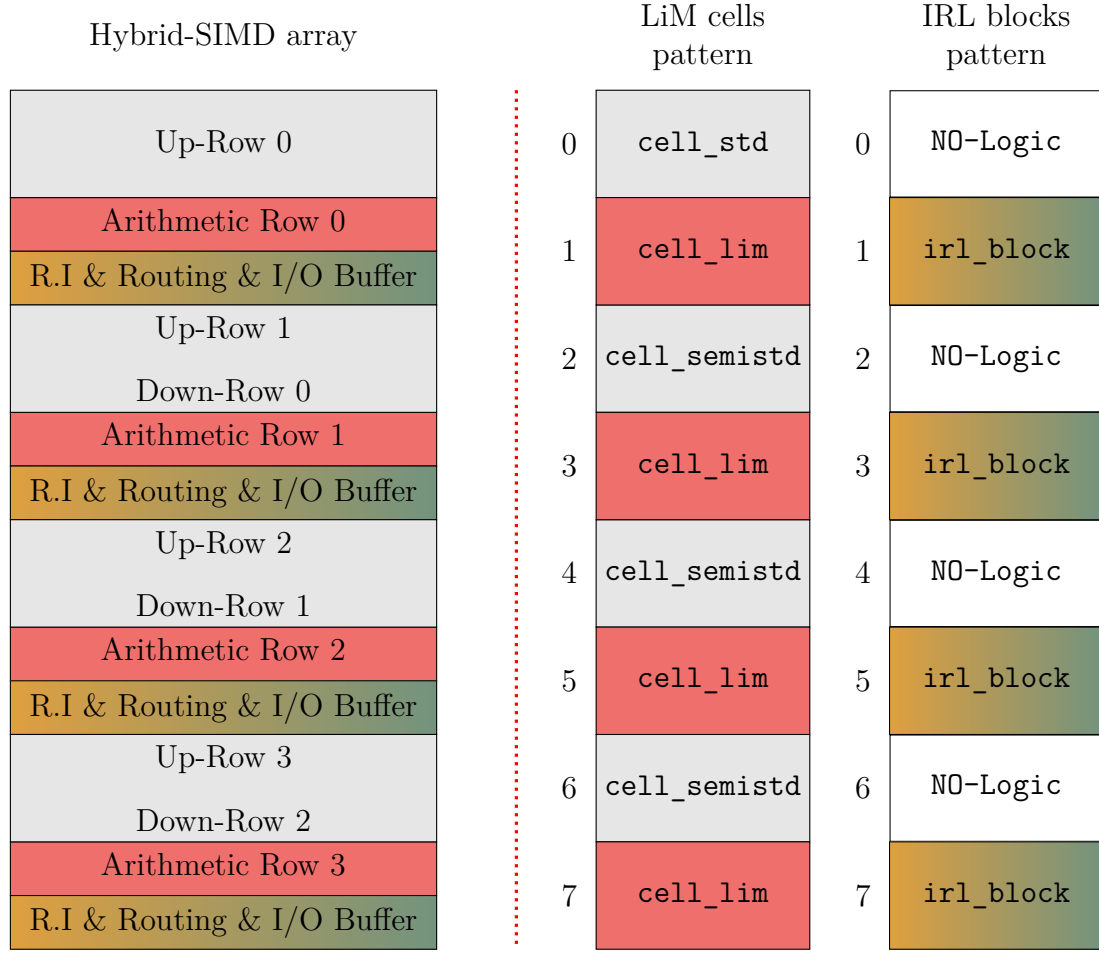 Hybrid-SIMD array
Up-Row 0
Arithmetic Row 0
R.I & Routing & I/O Buffer
Up-Row 1
Down-Row 0
Arithmetic Row 1
R.I & Routing & I/O Buffer
Up-Row 2
Down-Row 1
Arithmetic Row 2
R.I & Routing & I/O Buffer
Up-Row 3
Down-Row 2
Arithmetic Row 3
R.I & Routing & I/O Buffer
LiM cells
pattern
0 cell_std
1 cell_lim
2 cell_semistd
3 cell_lim
4 cell_semistd
5 cell_lim
6 cell_semistd
7 cell_lim
IRL blocks
pattern
0 NO-Logic
1 irl_block
2 NO-Logic
3 irl_block
4 NO-Logic
5 irl_block
6 NO-Logic
7 irl_block